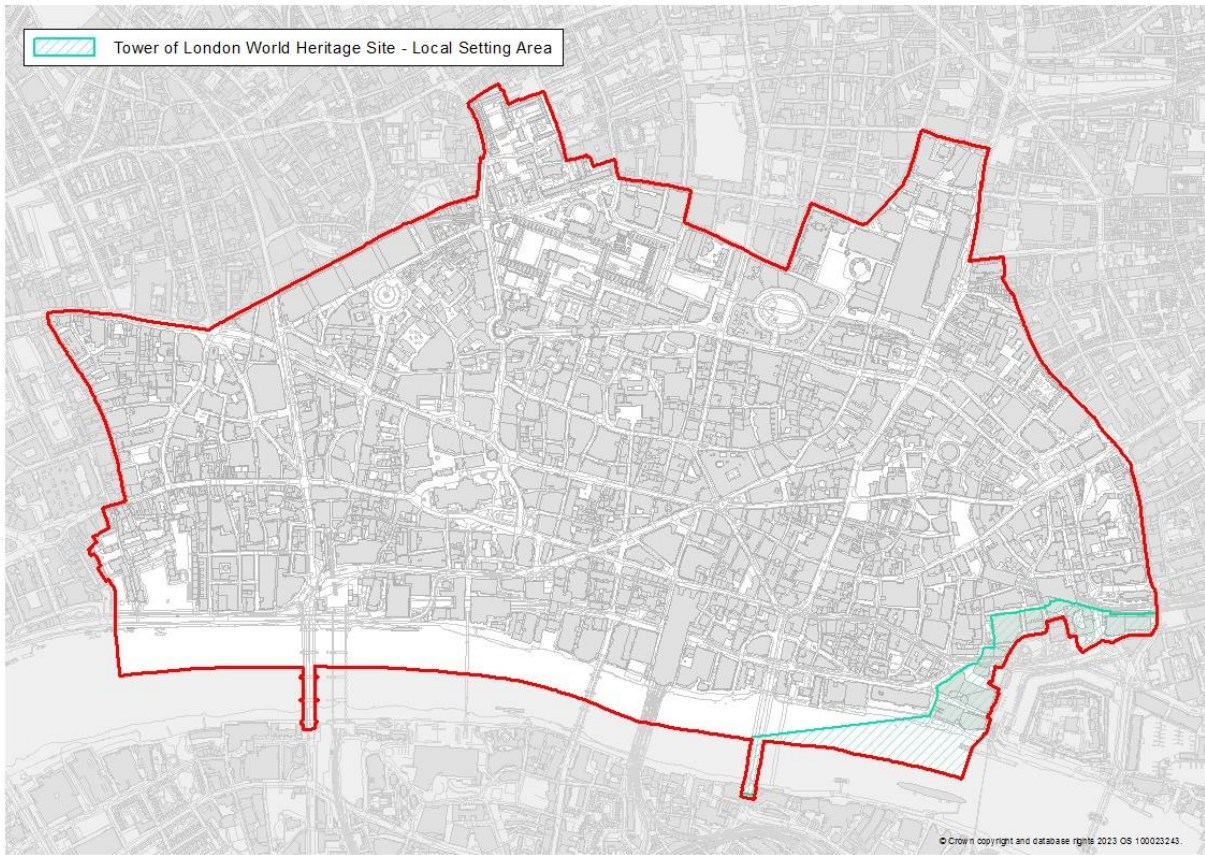 Tower of London World Heritage Site - Local Setting Area
© Crown copyright and database rights 2023 OS 100023243.